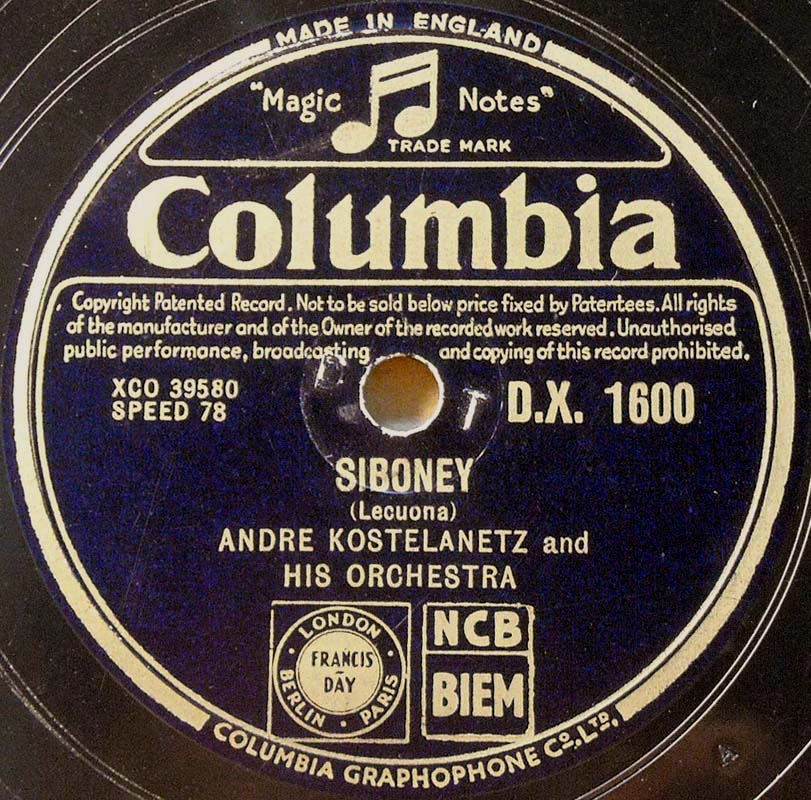 MADE IN ENGLAND
"Magic Notes"
TRADE MARK
Columbia
Copyright Patented Record. Not to be sold below price fixed by Patentees. All rights
of the manufacturer and of the Owner of the recorded work reserved. Unauthorised
public performance, broadcasting and copying of this record prohibited.
XCO 39580
SPEED 78
D.X. 1600
D T
SIBONEY
(Lecuona)
ANDRE KOSTELANETZ and
HIS ORCHESTRA
LONDON · PARIS · BERLIN ·
FRANCIS
DAY
NCB
BIEM
COLUMBIA GRAPHOPHONE Co. LTD.
A